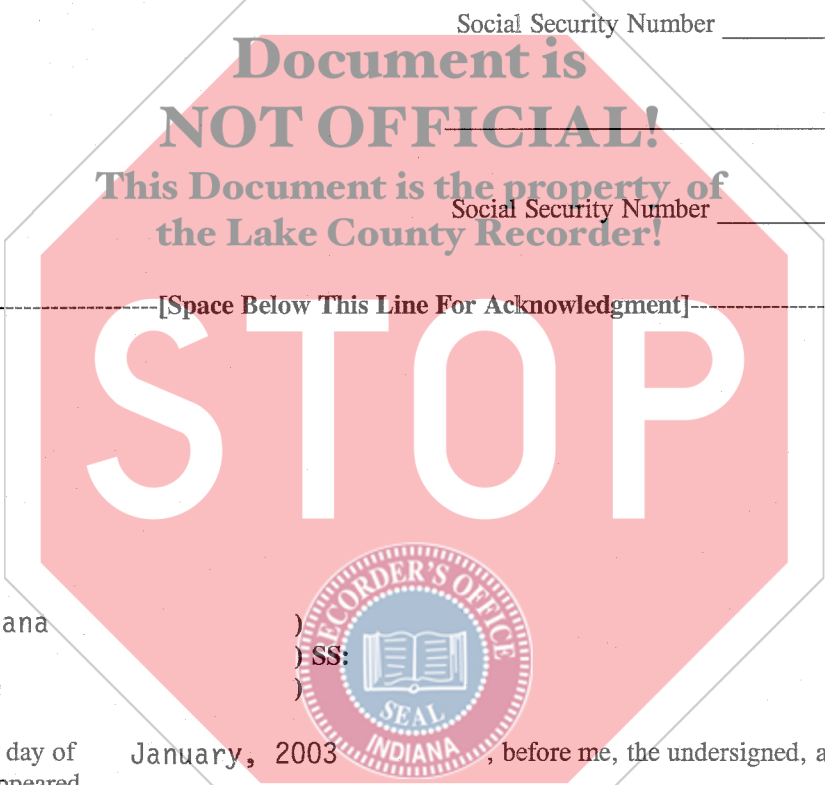 Social Security Number
Document is
NOT OFFICIAL!
This Document is the property of
Social Security Number
the Lake County Recorder!
[Space Below This Line For Acknowledgment]
STOP
RECORDER'S OFFICE
ana )
) SS:
)
SEAL
INDIANA
day of January, 2003 , before me, the undersigned, a
ppeared